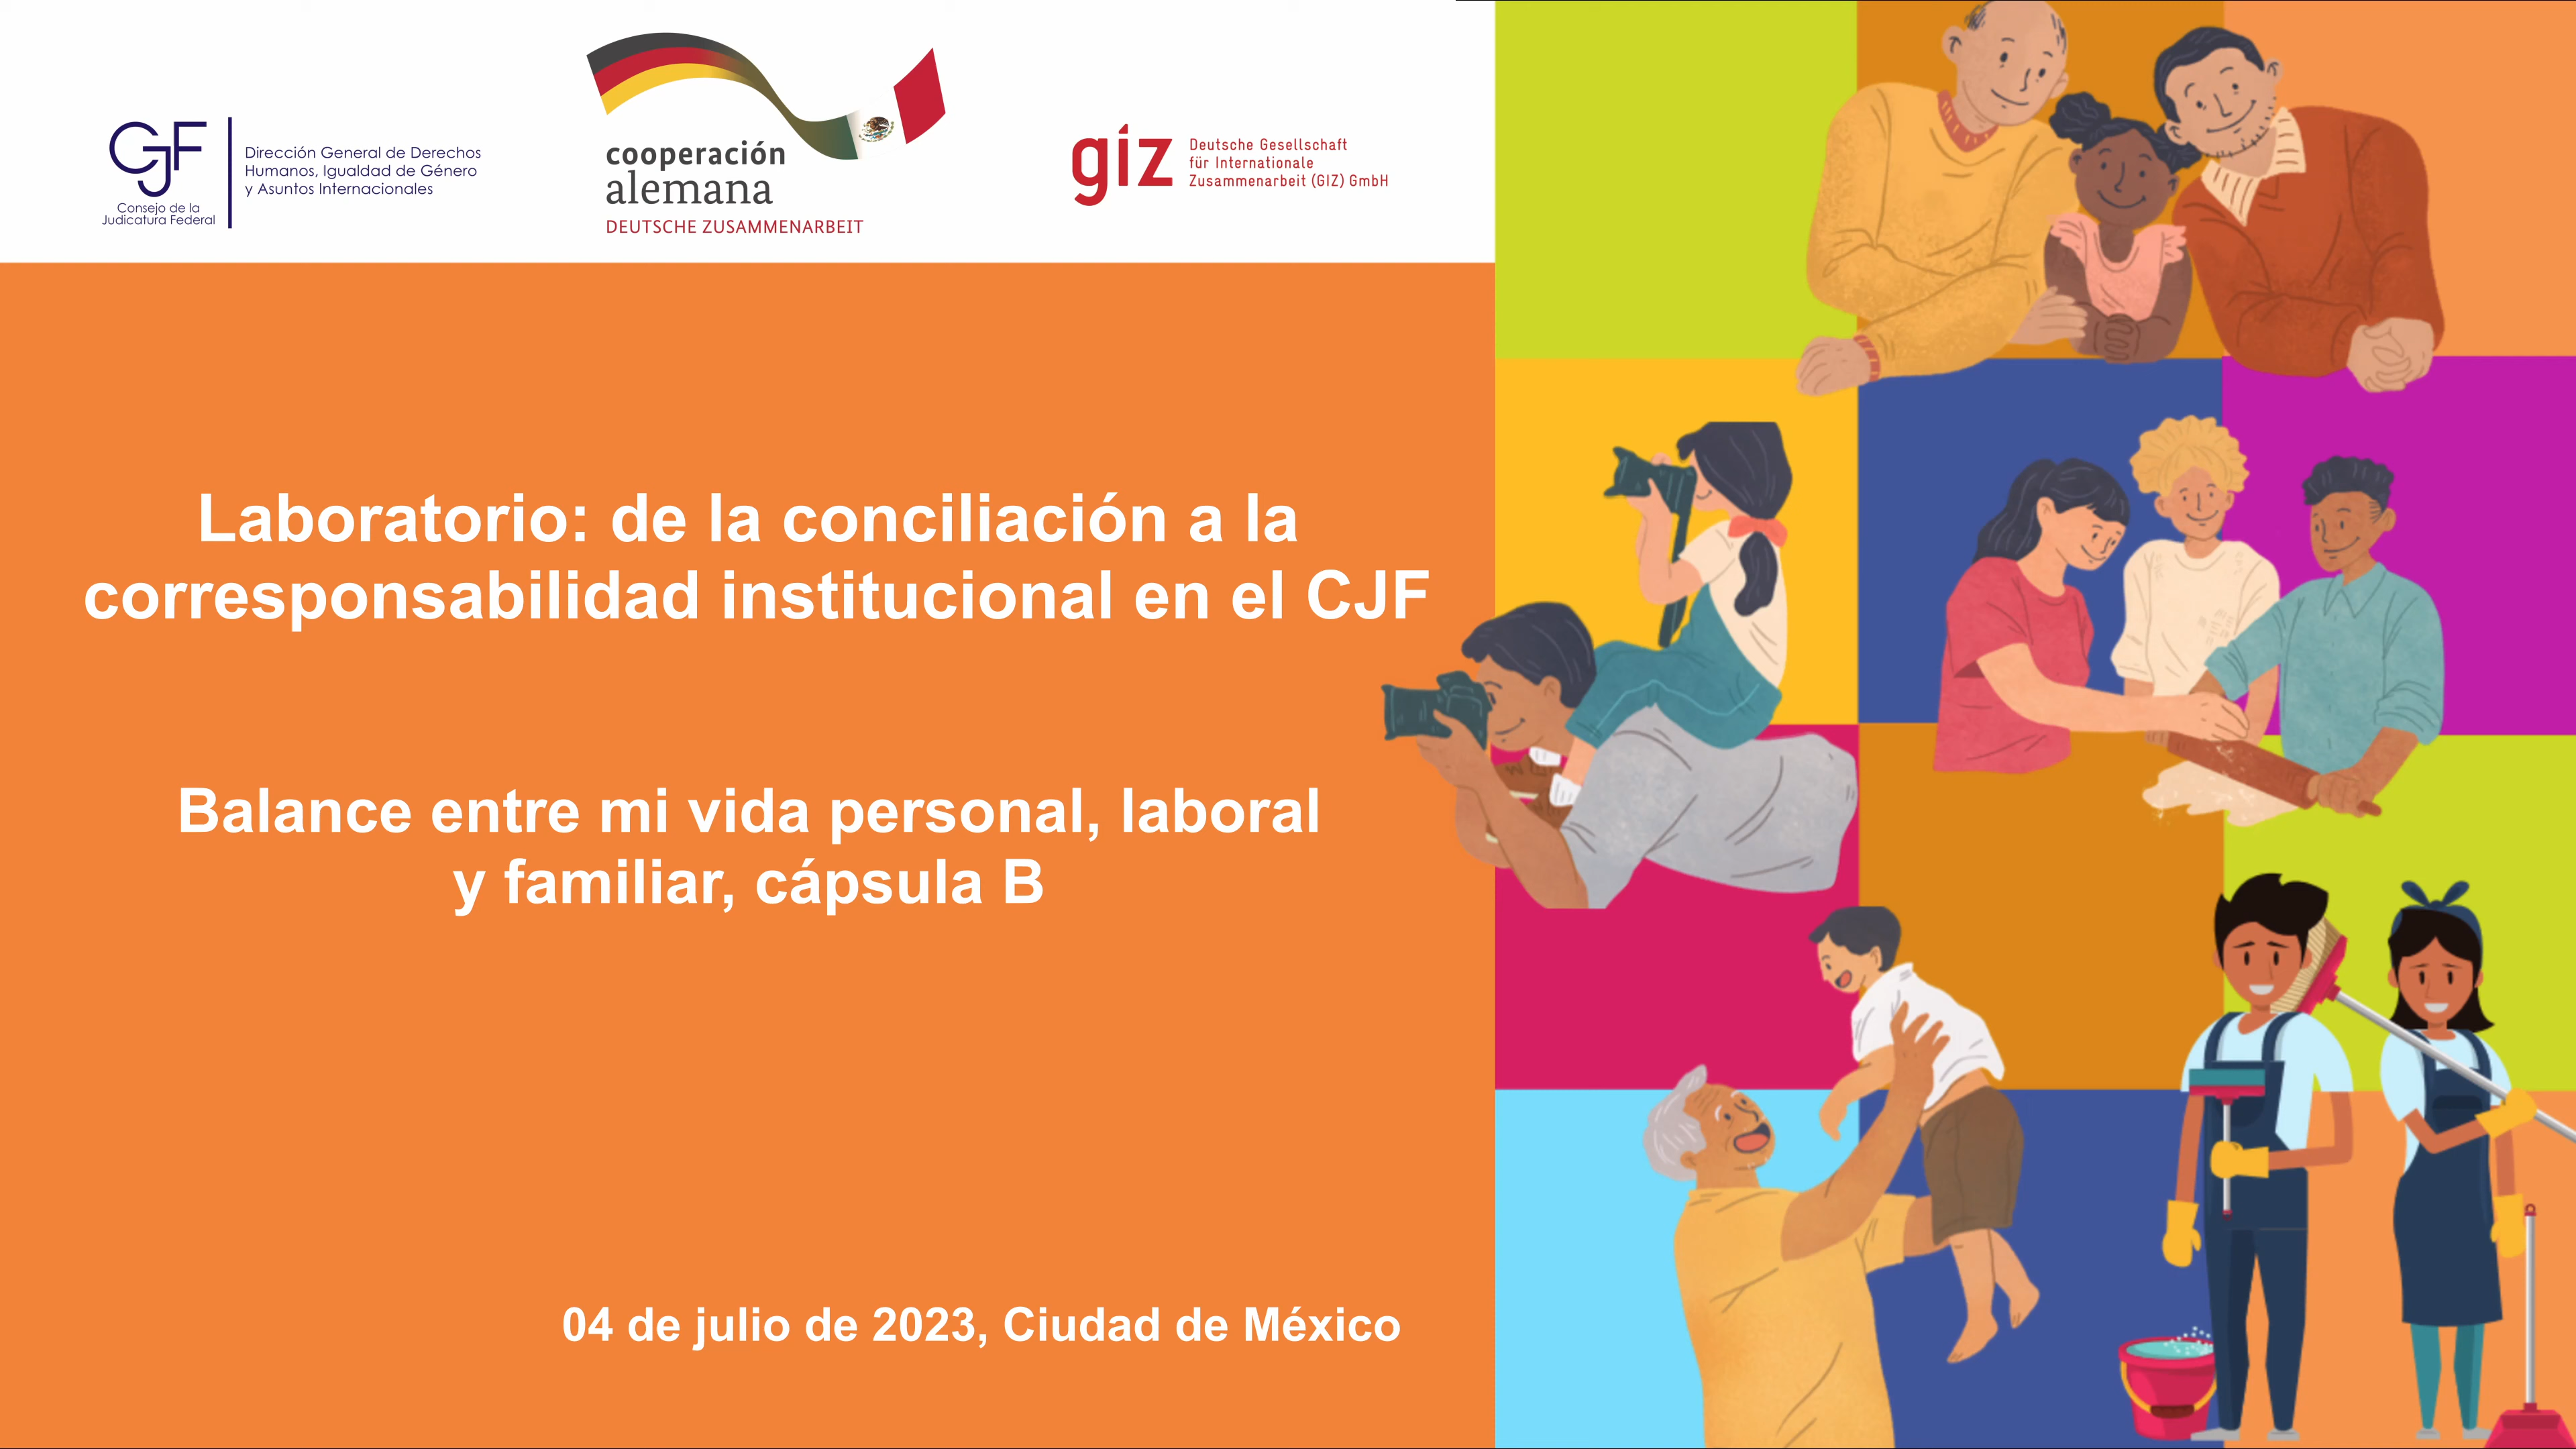 CJF
Consejo de la
Judicatura Federal
Dirección General de Derechos
Humanos, Igualdad de Género
y Asuntos Internacionales
cooperación
alemana
DEUTSCHE ZUSAMMENARBEIT
giz
Deutsche Gesellschaft
für Internationale
Zusammenarbeit (GIZ) GmbH
Laboratorio: de la conciliación a la
corresponsabilidad institucional en el CJF
Balance entre mi vida personal, laboral
y familiar, cápsula B
04 de julio de 2023, Ciudad de México